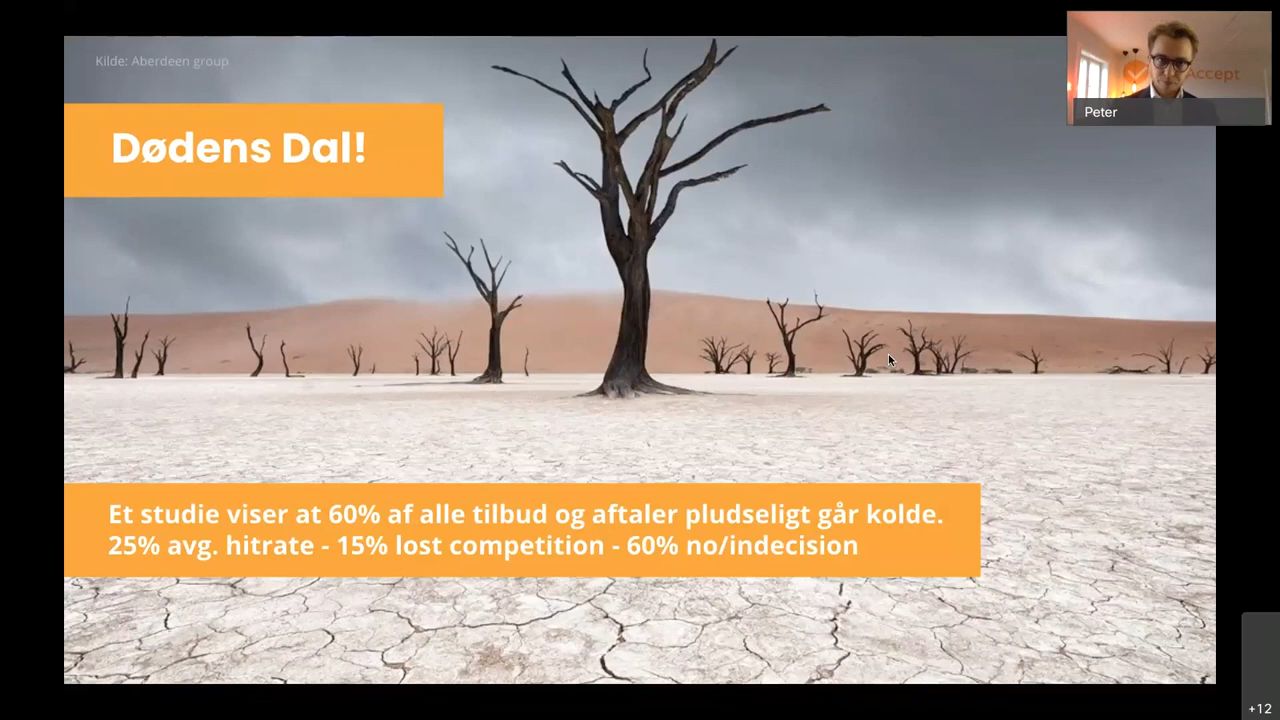 Kilde: Aberdeen group
Dødens Dal!
Et studie viser at 60% af alle tilbud og aftaler pludseligt går kolde.
25% avg. hitrate - 15% lost competition - 60% no/indecision
Accept
Peter
+12